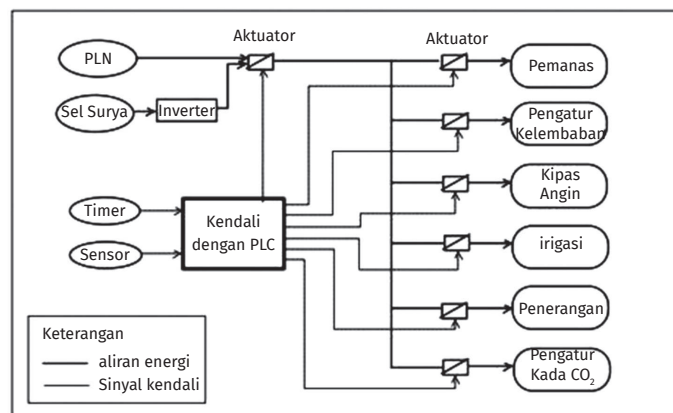 Aktuator
Aktuator
PLN
Pemanas
Sel Surya
Inverter
Pengatur
Kelembaban
Kipas
Angin
Timer
Kendali
dengan PLC
Sensor
irigasi
Penerangan
Keterangan
aliran energi
Sinyal kendali
Pengatur
Kada CO₂